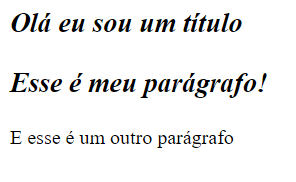 Olá eu sou um título
Esse é meu parágrafo!
E esse é um outro parágrafo